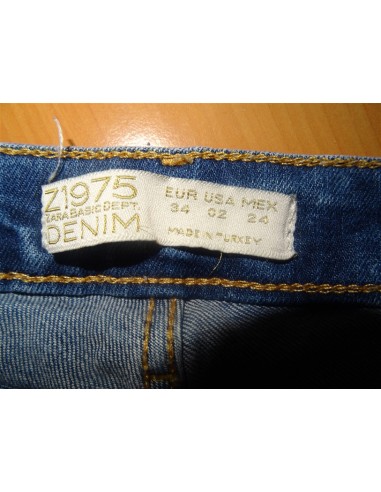 Z1975
ZARA BASIC DEPT.
DENIM
EUR USA MEX
34 02 24
MADE IN TURKEY